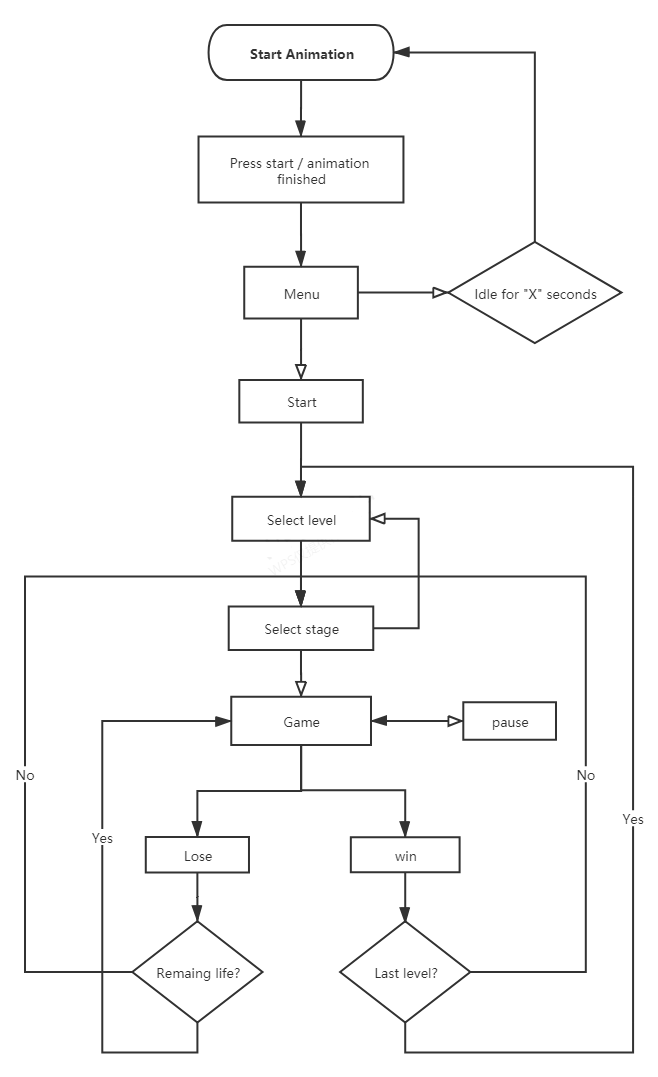 Start Animation
Press start / animation
finished
Menu
Idle for "X" seconds
Start
Select level
Select stage
Game
pause
No
No
Yes
Yes
Lose
win
Remaing life?
Last level?